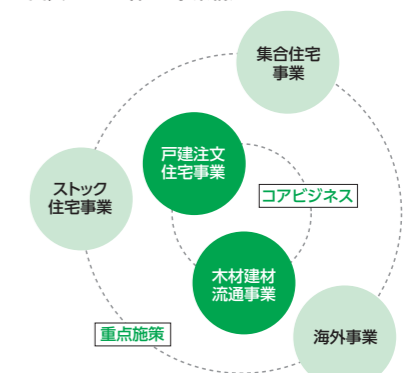 集合住宅
事業
戸建注文
住宅事業
ストック
住宅事業
コアビジネス
木材建材
流通事業
重点施策
海外事業